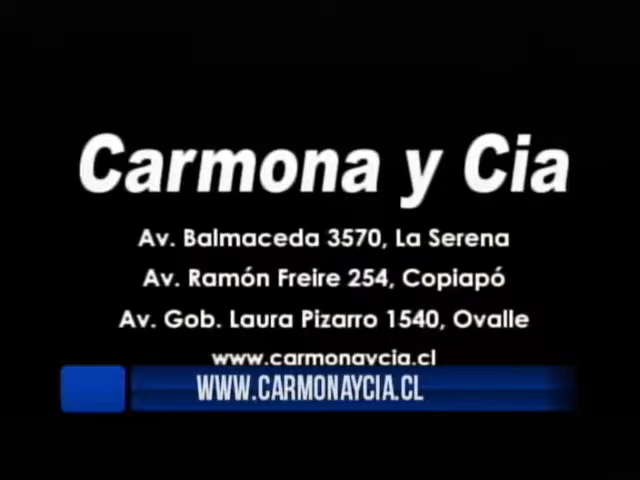 Carmona y Cia
Av. Balmaceda 3570, La Serena
Av. Ramón Freire 254, Copiapó
Av. Gob. Laura Pizarro 1540, Ovalle
www.carmonaycia.cl
WWW.CARMONAYCIA.CL